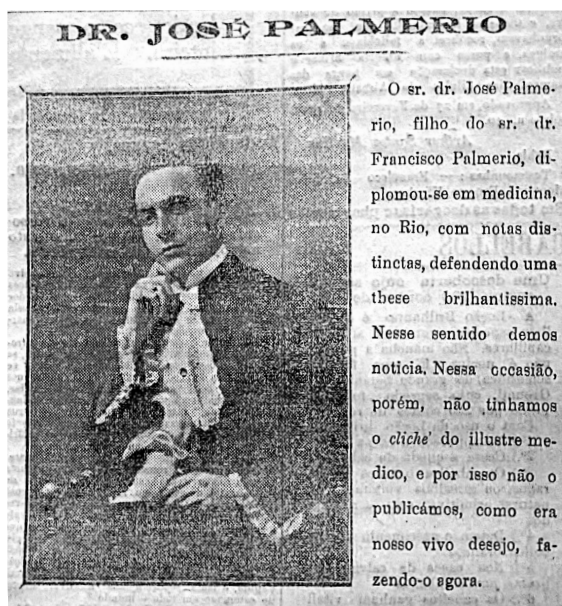 DR. JOSÉ PALMERIO
O sr. dr. José Palme-
rio, filho do sr. dr.
Francisco Palmerio, di-
plomou-se em medicina,
no Rio, com notas dis-
tinctas, defendendo uma
these brilhantissima.
Nesse sentido demos
noticia. Nessa occasião,
porém, não tinhamos
o cliche' do illustre me-
dico, e por isso não o
publicámos, como era
nosso vivo desejo, fa-
zendo-o agora.